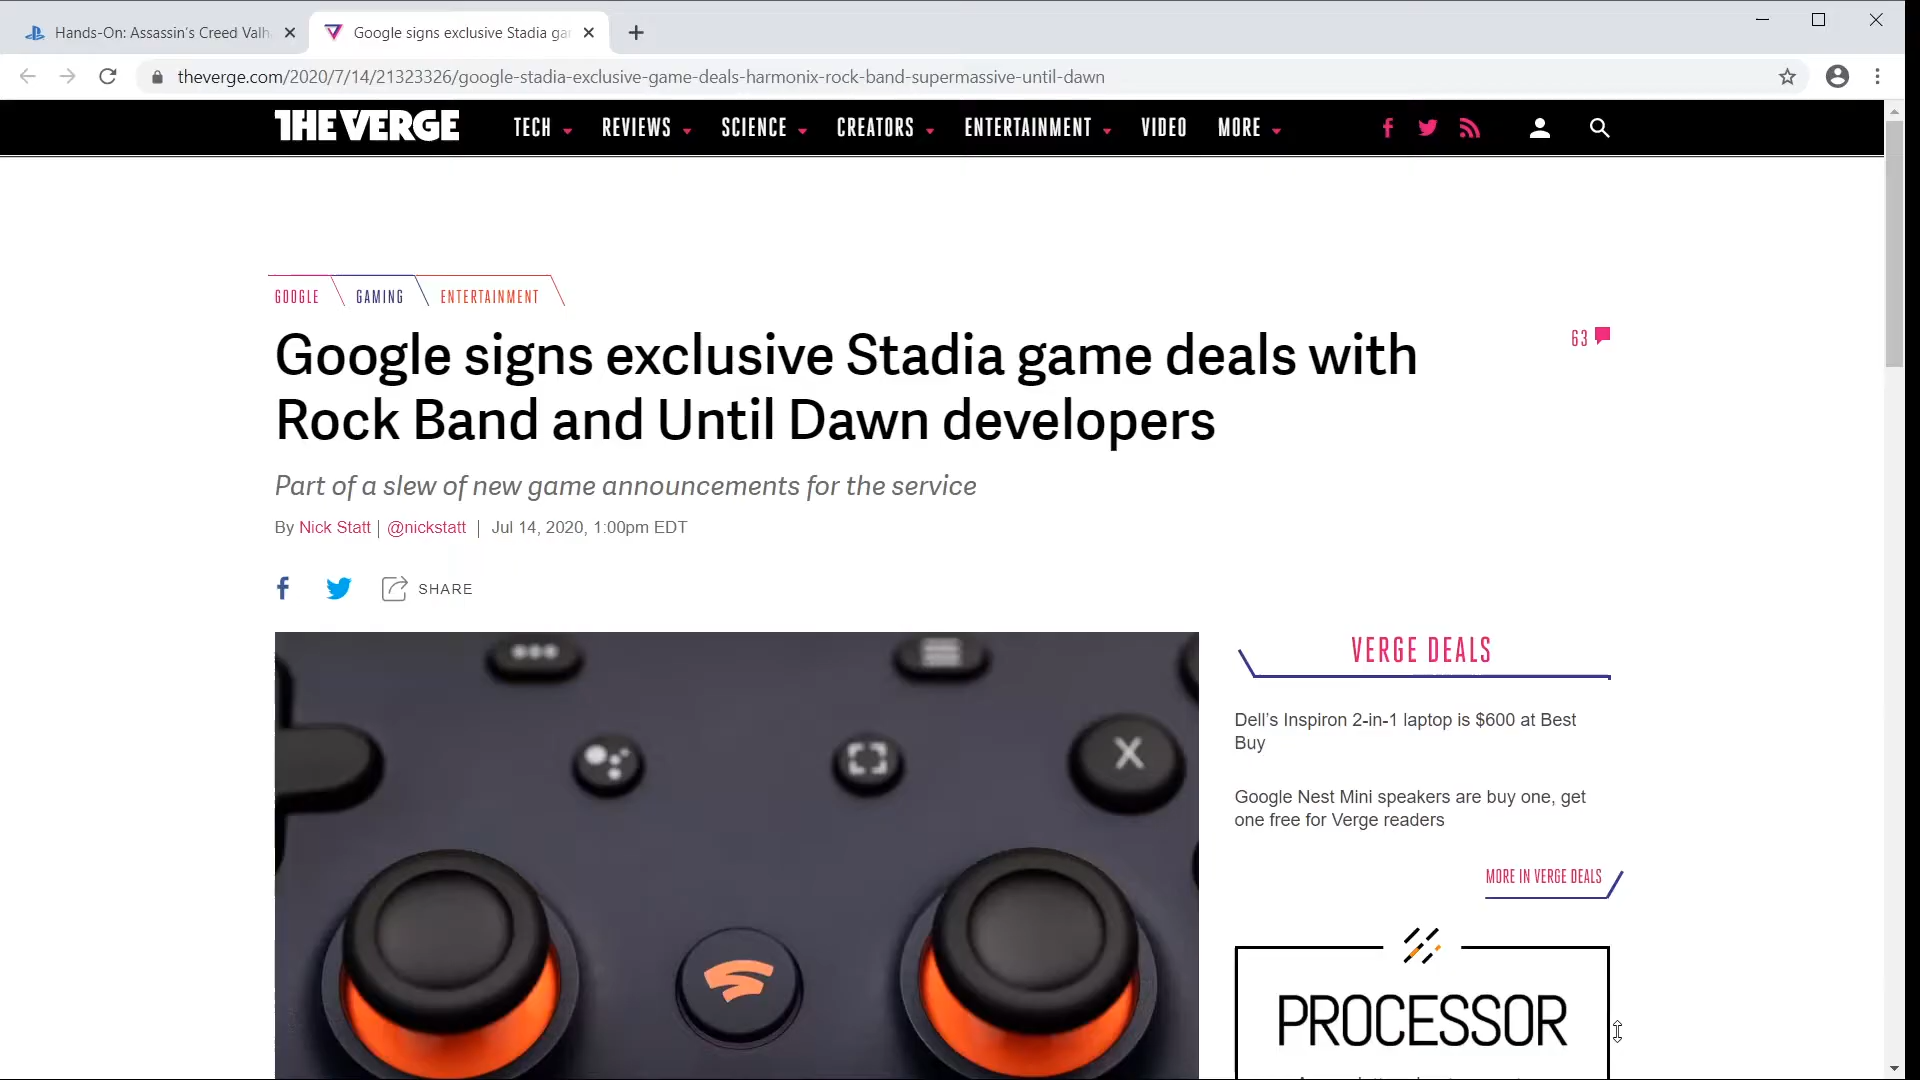 Hands-On: Assassin's Creed Valh
Google signs exclusive Stadia ga
theverge.com/2020/7/14/21323326/google-stadia-exclusive-game-deals-harmonix-rock-band-supermassive-until-dawn
THE VERGE TECH REVIEWS SCIENCE CREATORS ENTERTAINMENT VIDEO MORE
GOOGLE GAMING ENTERTAINMENT
Google signs exclusive Stadia game deals with
Rock Band and Until Dawn developers
63
Part of a slew of new game announcements for the service
By Nick Statt | @nickstatt | Jul 14, 2020, 1:00pm EDT
SHARE
X
VERGE DEALS
Dell's Inspiron 2-in-1 laptop is $600 at Best
Buy
Google Nest Mini speakers are buy one, get
one free for Verge readers
MORE IN VERGE DEALS
PROCESSOR